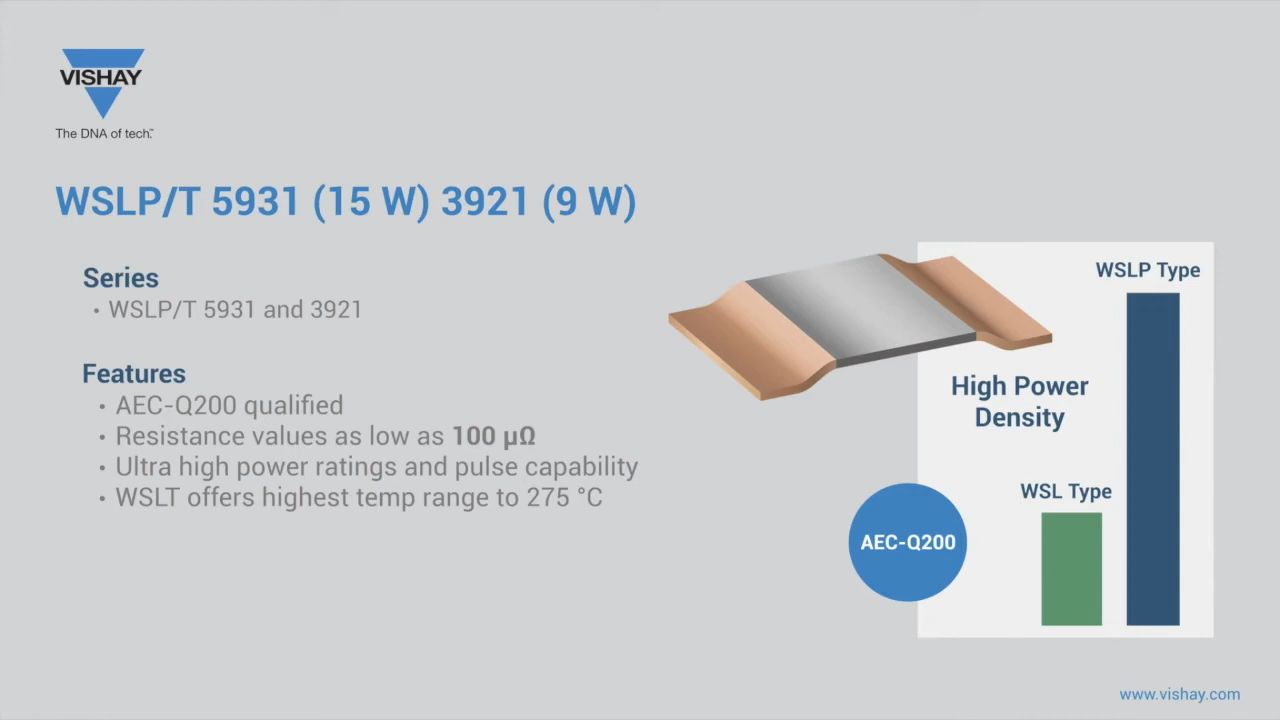 VISHAY
The DNA of tech™
WSLP/T 5931 (15 W) 3921 (9 W)
Series
• WSLP/T 5931 and 3921
Features
• AEC-Q200 qualified
• Resistance values as low as 100 µΩ
• Ultra high power ratings and pulse capability
• WSLT offers highest temp range to 275 °C
WSLP Type
High Power
Density
WSL Type
AEC-Q200
www.vishay.com